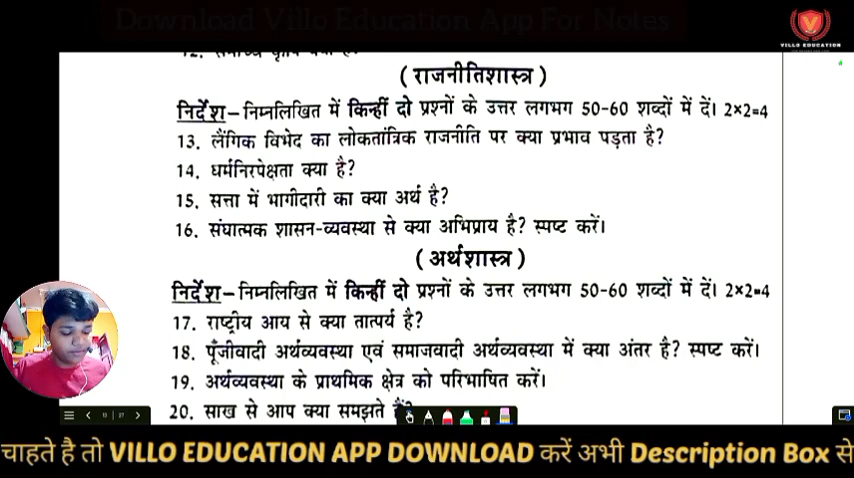 Download Villo Education App For Notes
VILLO EDUCATION
(राजनीतिशास्त्र)
निर्देश–निम्नलिखित में किन्हीं दो प्रश्नों के उत्तर लगभग 50-60 शब्दों में दें। 2×2=4
13. लैंगिक विभेद का लोकतांत्रिक राजनीति पर क्या प्रभाव पड़ता है?
14. धर्मनिरपेक्षता क्या है?
15. सत्ता में भागीदारी का क्या अर्थ है?
16. संघात्मक शासन-व्यवस्था से क्या अभिप्राय है? स्पष्ट करें।
(अर्थशास्त्र)
निर्देश–निम्नलिखित में किन्हीं दो प्रश्नों के उत्तर लगभग 50-60 शब्दों में दें। 2×2=4
17. राष्ट्रीय आय से क्या तात्पर्य है?
18. पूँजीवादी अर्थव्यवस्था एवं समाजवादी अर्थव्यवस्था में क्या अंतर है? स्पष्ट करें।
19. अर्थव्यवस्था के प्राथमिक क्षेत्र को परिभाषित करें।
20. साख से आप क्या समझते
चाहते है तो VILLO EDUCATION APP DOWNLOAD करें अभी Description Box से